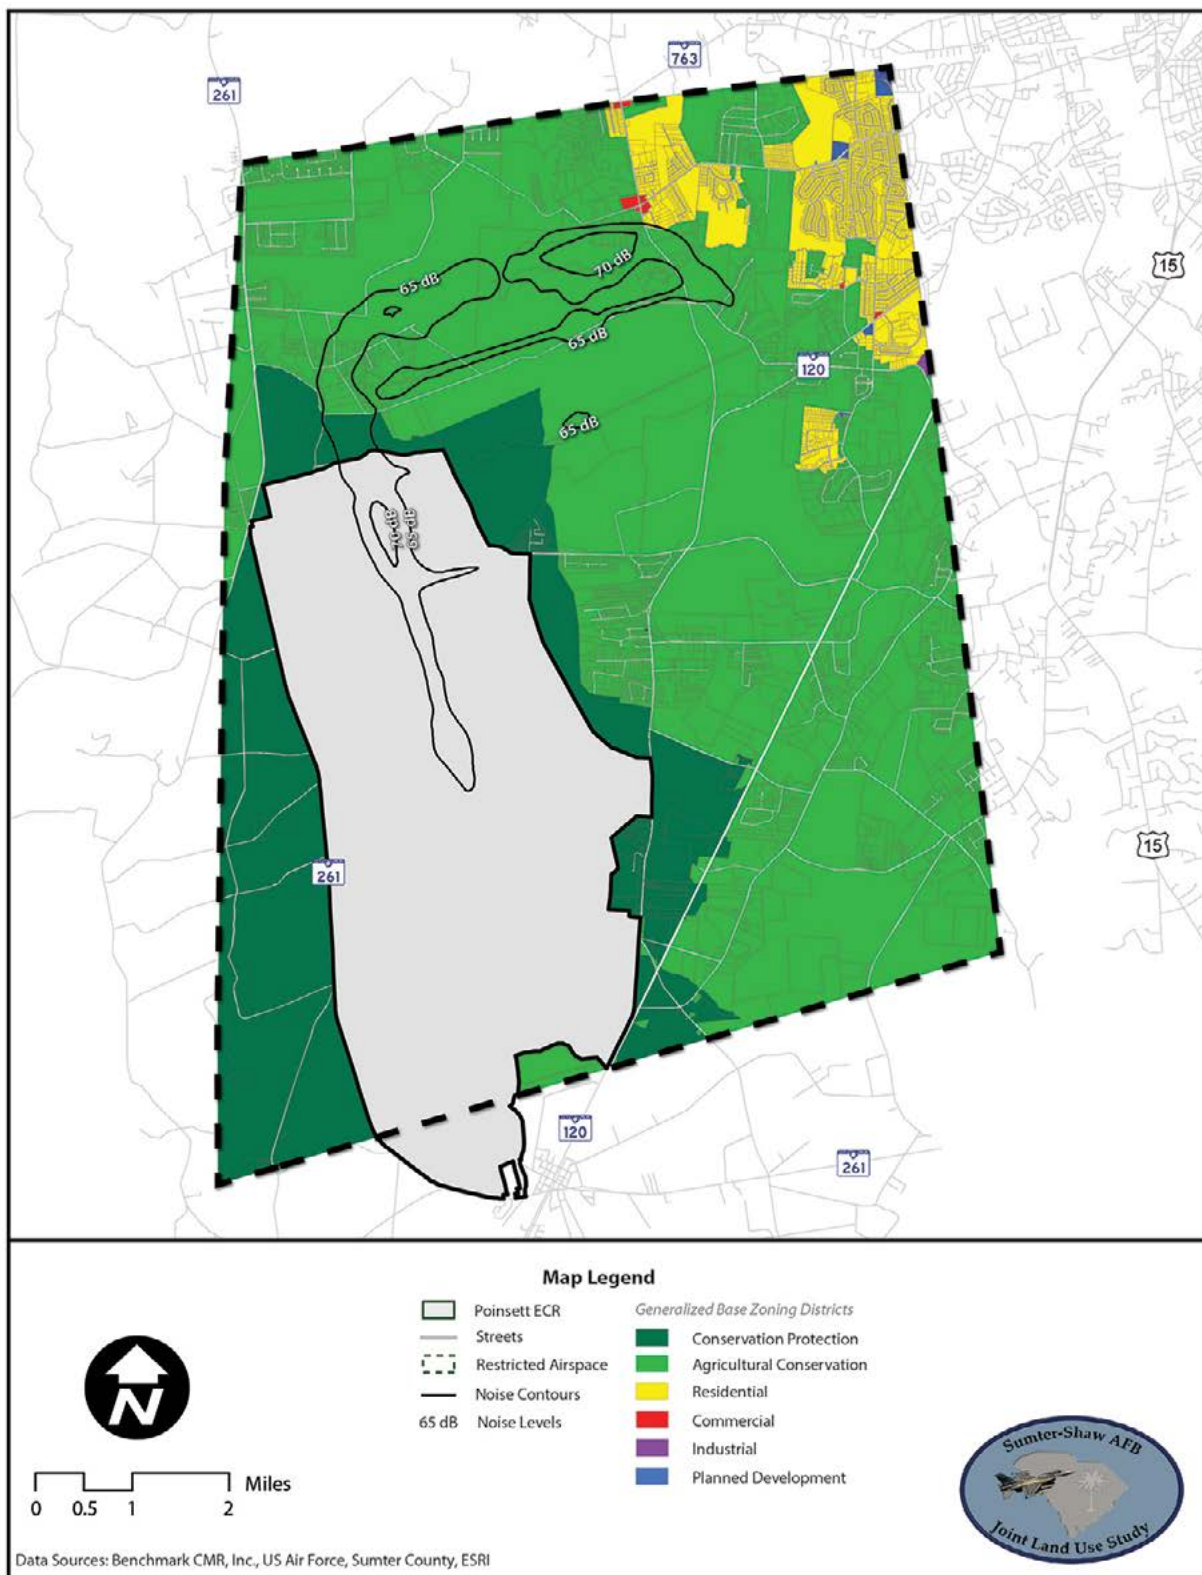 763
261
15
70 dB
65 dB
65 dB
120
65 dB
70 dB
65 dB
15
261
120
261
Map Legend
Poinsett ECR
Streets
Restricted Airspace
Noise Contours
65 dB Noise Levels
Generalized Base Zoning Districts
Conservation Protection
Agricultural Conservation
Residential
Commercial
Industrial
Planned Development
N
0 0.5 1 2 Miles
Sumter-Shaw AFB
Joint Land Use Study
Data Sources: Benchmark CMR, Inc., US Air Force, Sumter County, ESRI